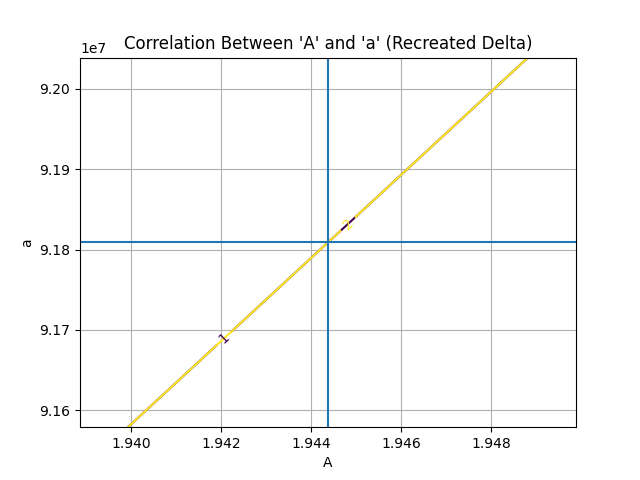 Correlation Between 'A' and 'a' (Recreated Delta)
1e7
9.20
9.19
9.18
9.17
9.16
a
1
1.940
1.942
1.944
1.946
1.948
A